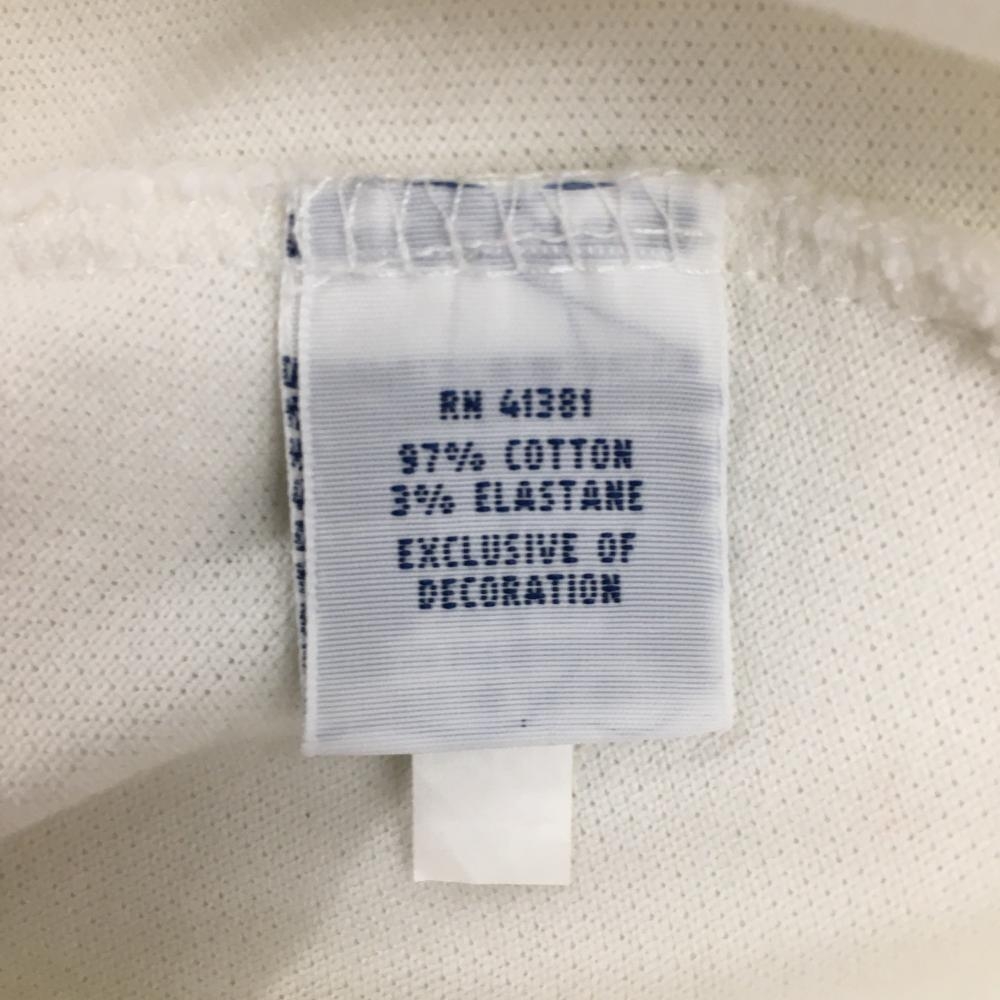 RN 41381
97% COTTON
3% ELASTANE
EXCLUSIVE OF
DECORATION